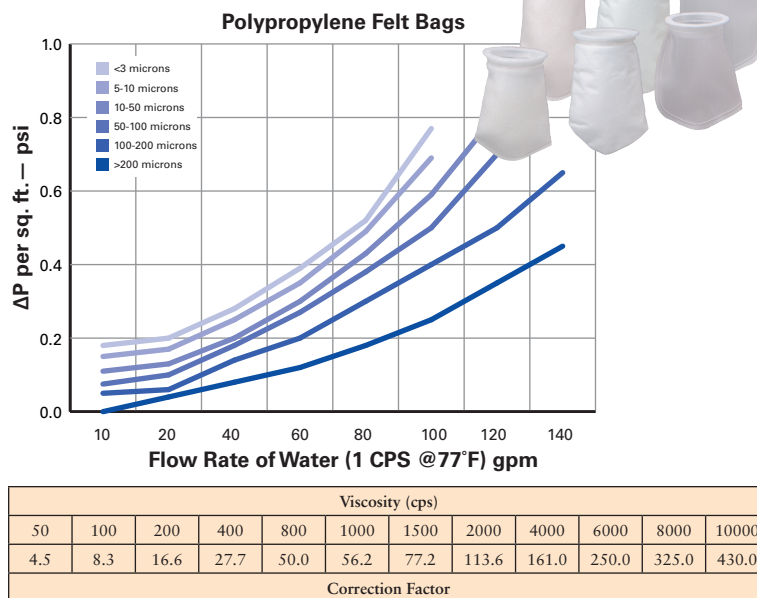 Polypropylene Felt Bags
1.0
0.8
0.6
0.4
0.2
0.0
ΔP per sq. ft. — psi
<3 microns
5-10 microns
10-50 microns
50-100 microns
100-200 microns
>200 microns
10 20 40 60 80 100 120 140
Flow Rate of Water (1 CPS @77˚F) gpm
Viscosity (cps)
50 100 200 400 800 1000 1500 2000 4000 6000 8000 10000
4.5 8.3 16.6 27.7 50.0 56.2 77.2 113.6 161.0 250.0 325.0 430.0
Correction Factor